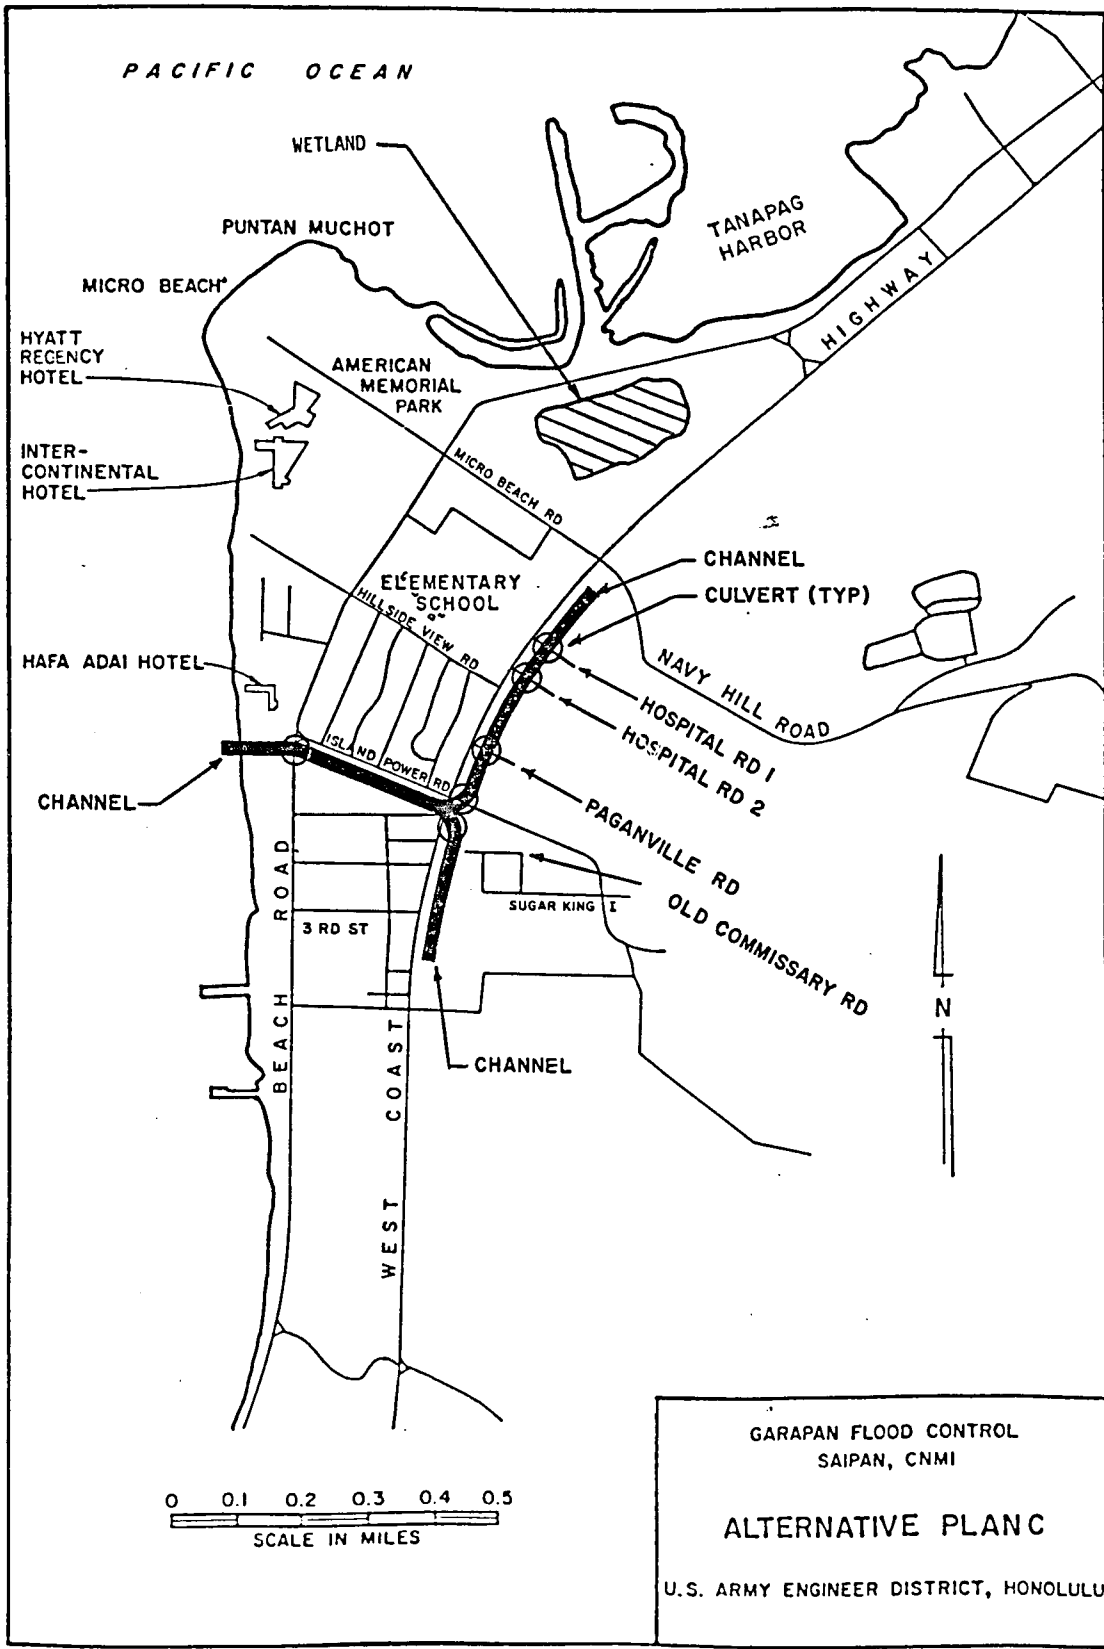 PACIFIC OCEAN
WETLAND
PUNTAN MUCHOT
TANAPAG
HARBOR
MICRO BEACH
HIGHWAY
HYATT
REGENCY
HOTEL
AMERICAN
MEMORIAL
PARK
INTER-
CONTINENTAL
HOTEL
MICRO BEACH RD
CHANNEL
CULVERT (TYP)
ELEMENTARY
SCHOOL
HILLSIDE VIEW RD
NAVY HILL ROAD
HAFA ADAI HOTEL
HOSPITAL RD 1
HOSPITAL RD 2
ISLAND POWER RD
CHANNEL
PAGANVILLE RD
OLD COMMISSARY RD
SUGAR KING I
3 RD ST
BEACH ROAD
N
CHANNEL
WEST COAST
0 0.1 0.2 0.3 0.4 0.5
SCALE IN MILES
GARAPAN FLOOD CONTROL
SAIPAN, CNMI
ALTERNATIVE PLAN C
U.S. ARMY ENGINEER DISTRICT, HONOLULU